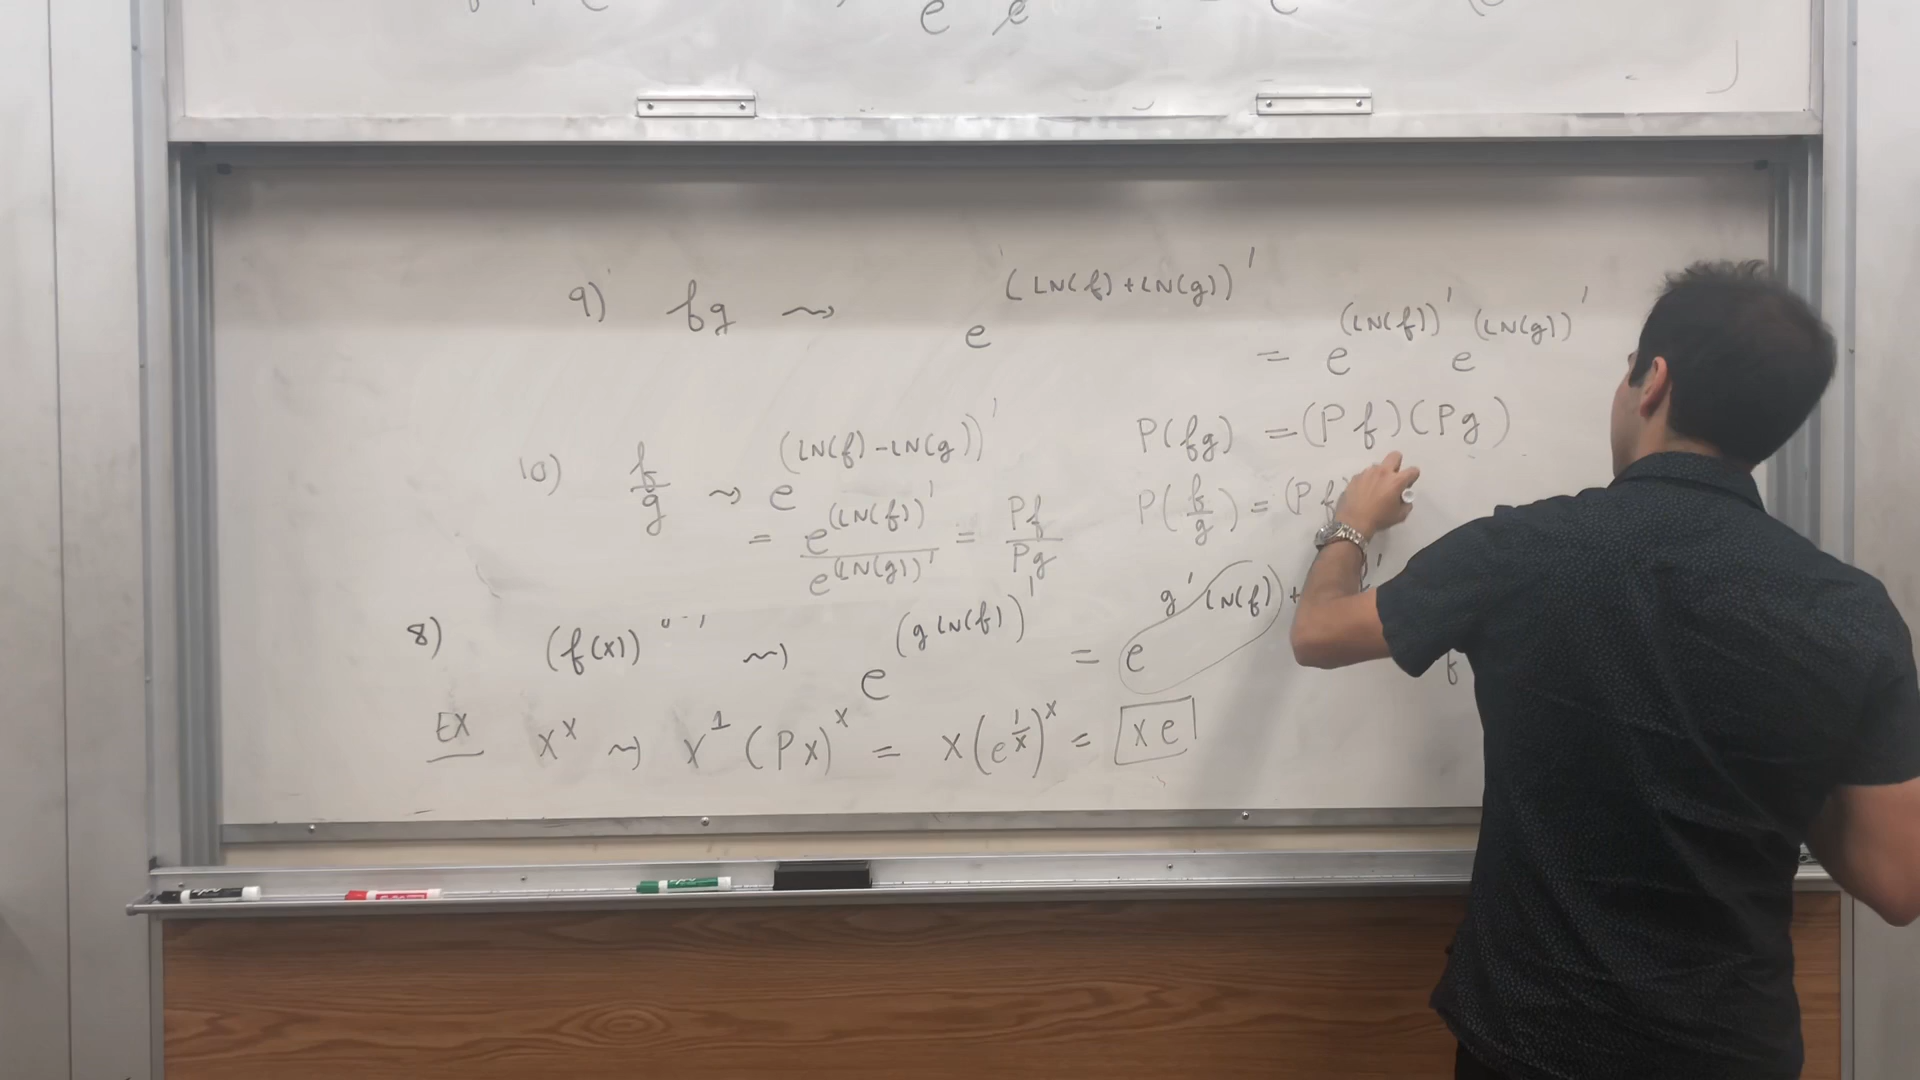 9) fg ⇝ e^(LN(f)+LN(g))'
= e^(LN(f))' e^(LN(g))'
10) f/g ⇝ e^(LN(f)-LN(g))'
= e^(LN(f))' / e^(LN(g))' = Pf/Pg
P(fg) = (Pf)(Pg)
P(f/g) = (Pf
8) (f(x)) ⇝ e^(g LN(f))' = e^g' LN(f) +
EX x^x ⇝ x^1 (Px)^x = x(e^1/x)^x = xe